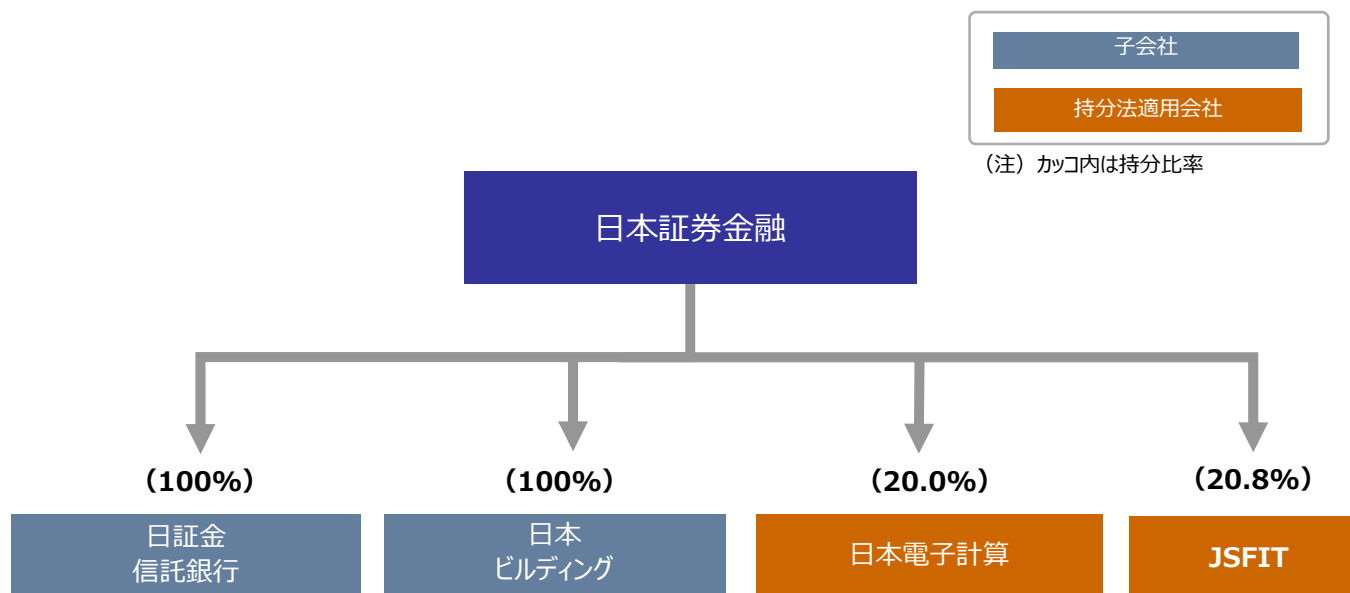 子会社
持分法適用会社
（注）カッコ内は持分比率
日本証券金融
（100%）
（100%）
（20.0%）
（20.8%）
日証金
信託銀行
日本
ビルディング
日本電子計算
JSFIT